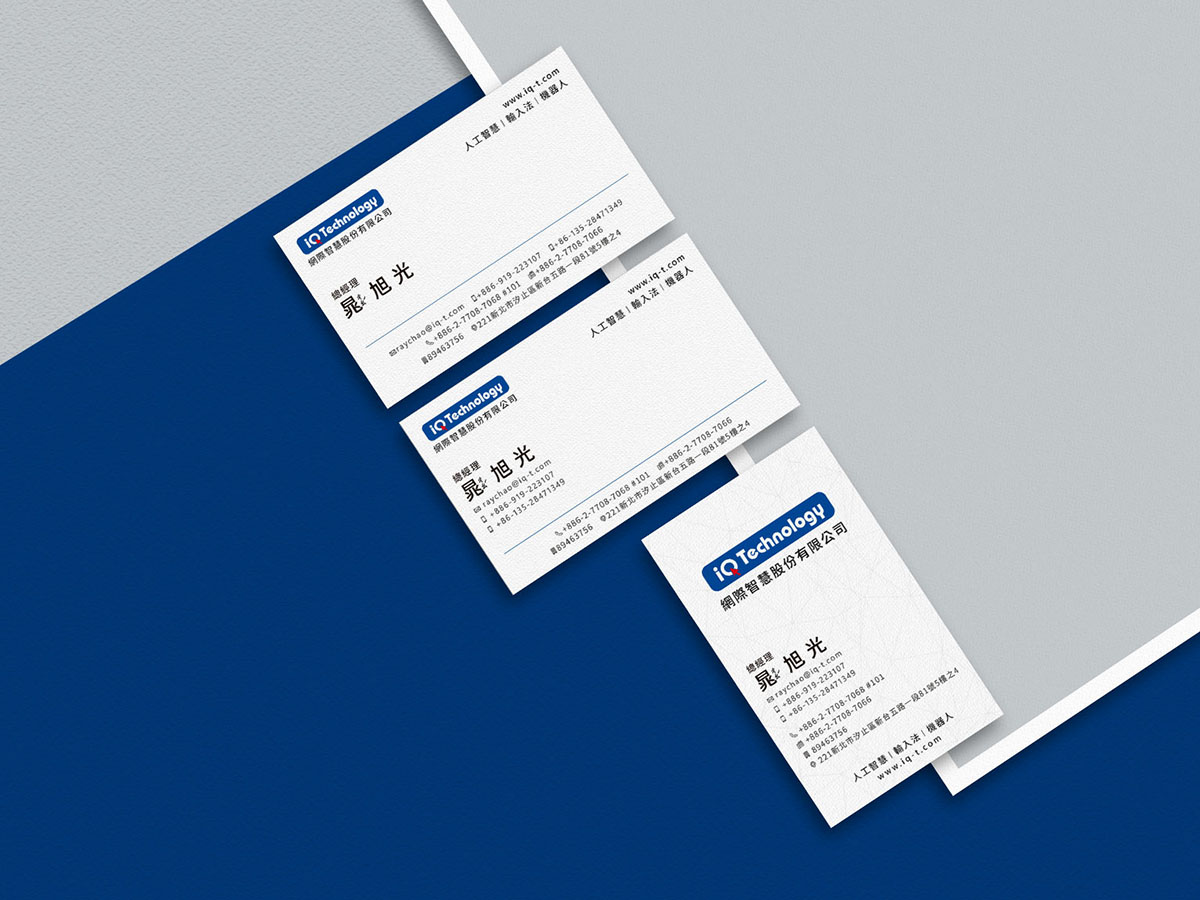 www.iq-t.com
人工智慧 | 輸入法 | 機器人
iQ Technology
網際智慧股份有限公司
總經理
晁 旭光
raychao@iq-t.com +886-919-223107 +86-135-28471349
+886-2-7708-7068 #101 +886-2-7708-7066
89463756 221新北市汐止區新台五路一段81號5樓之4
www.iq-t.com
人工智慧 | 輸入法 | 機器人
iQ Technology
網際智慧股份有限公司
總經理
晁 旭光
raychao@iq-t.com
+886-919-223107
+86-135-28471349
+886-2-7708-7068 #101 +886-2-7708-7066
89463756 221新北市汐止區新台五路一段81號5樓之4
iQ Technology
網際智慧股份有限公司
總經理
晁 旭光
raychao@iq-t.com
+886-919-223107
+86-135-28471349
+886-2-7708-7068 #101
+886-2-7708-7066
89463756
221新北市汐止區新台五路一段81號5樓之4
人工智慧 | 輸入法 | 機器人
www.iq-t.com